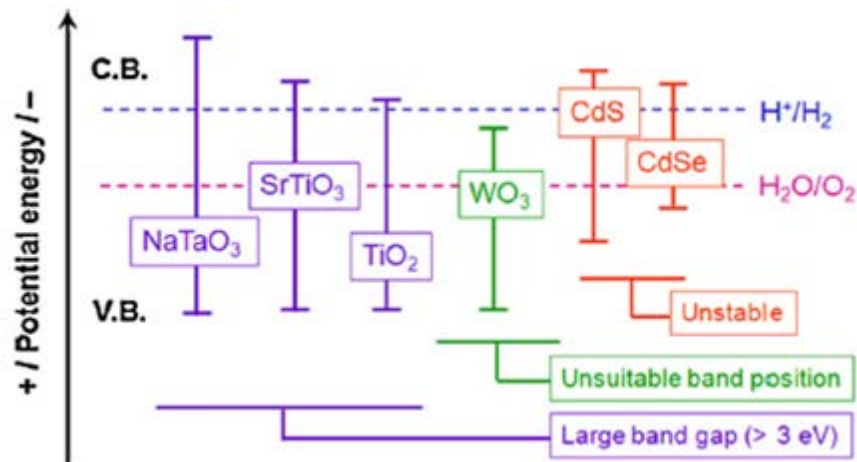 + / Potential energy / –
C.B.
V.B.
H⁺/H₂
H₂O/O₂
NaTaO₃
SrTiO₃
TiO₂
WO₃
CdS
CdSe
Unstable
Unsuitable band position
Large band gap (> 3 eV)